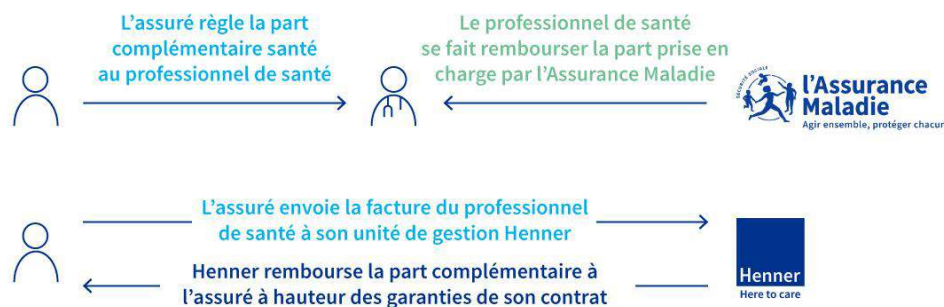 L'assuré règle la part
complémentaire santé
au professionnel de santé
Le professionnel de santé
se fait rembourser la part prise en
charge par l'Assurance Maladie
SÉCURITÉ SOCIALE
l'Assurance
Maladie
Agir ensemble, protéger chacun
L'assuré envoie la facture du professionnel
de santé à son unité de gestion Henner
Henner rembourse la part complémentaire à
l'assuré à hauteur des garanties de son contrat
Henner
Here to care